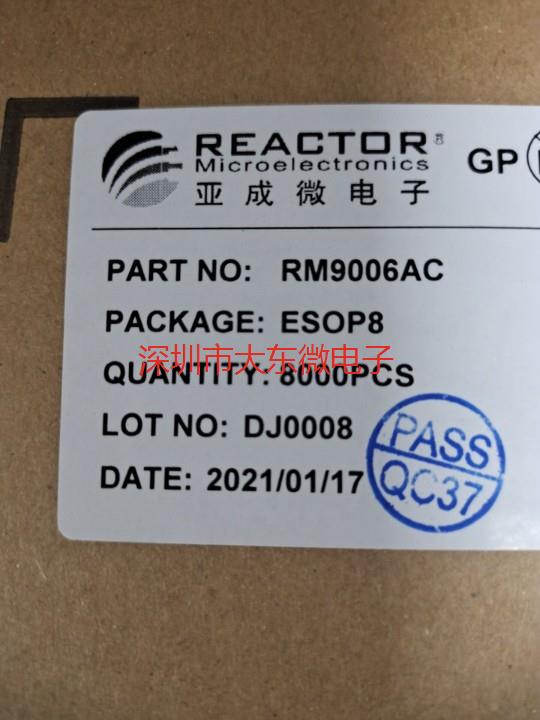 REACTOR®
Microelectronics
亚成微电子
GP
PART NO: RM9006AC
PACKAGE: ESOP8
深圳市大东微电子
QUANTITY: 8000PCS
LOT NO: DJ0008
DATE: 2021/01/17
PASS
QC37